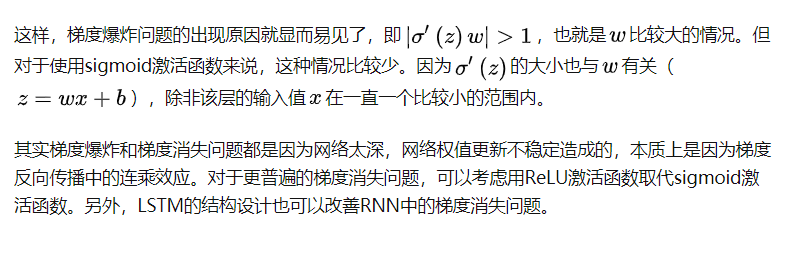 这样，梯度爆炸问题的出现原因就显而易见了，即 |σ′(z)w| > 1，也就是 w 比较大的情况。但
对于使用sigmoid激活函数来说，这种情况比较少。因为 σ′(z) 的大小也与 w 有关（
z = wx + b），除非该层的输入值 x 在一直一个比较小的范围内。
其实梯度爆炸和梯度消失问题都是因为网络太深，网络权值更新不稳定造成的，本质上是因为梯度
反向传播中的连乘效应。对于更普遍的梯度消失问题，可以考虑用ReLU激活函数取代sigmoid激
活函数。另外，LSTM的结构设计也可以改善RNN中的梯度消失问题。